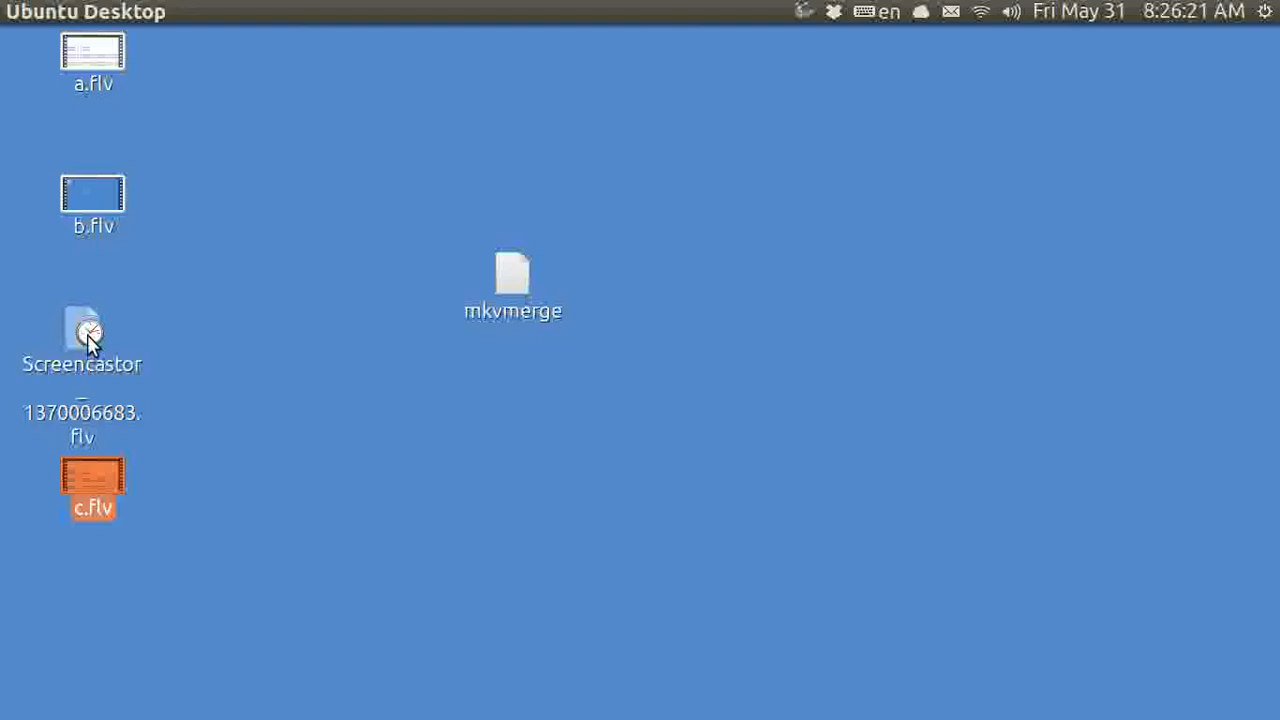 Ubuntu Desktop
en
Fri May 31 8:26:21 AM
a.flv
b.flv
mkvmerge
Screencastor
_
1370006683.
flv
c.flv